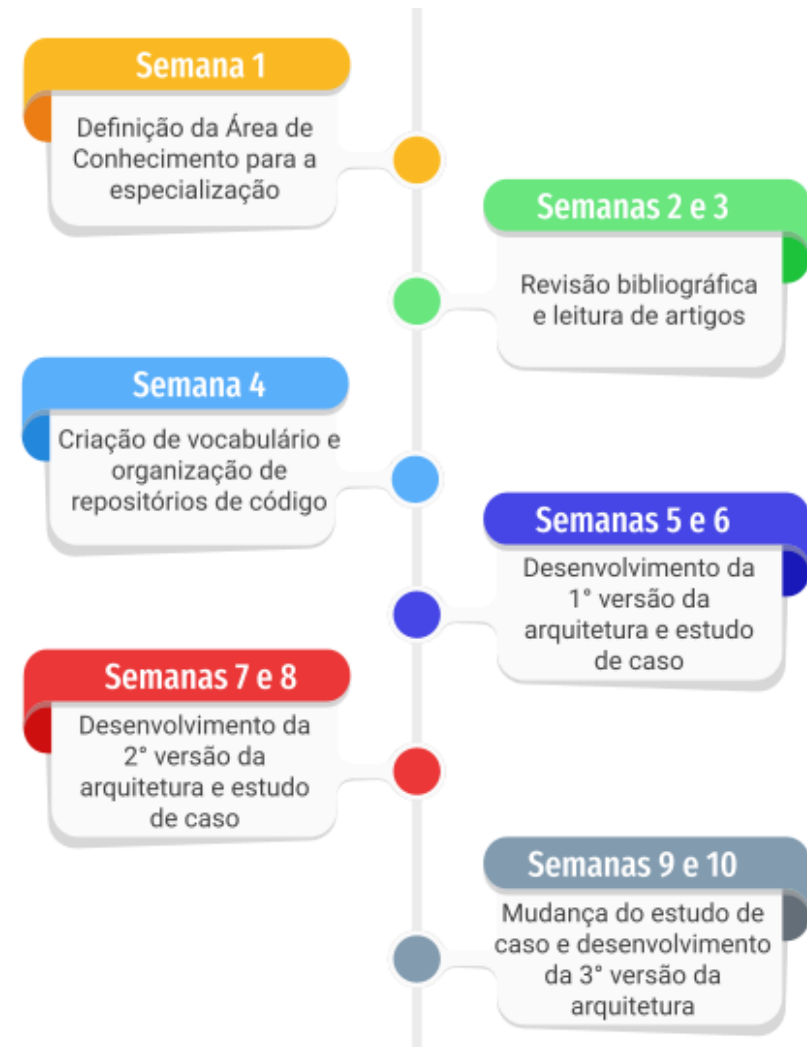 Semana 1
Definição da Área de
Conhecimento para a
especialização
Semanas 2 e 3
Revisão bibliográfica
e leitura de artigos
Semana 4
Criação de vocabulário e
organização de
repositórios de código
Semanas 5 e 6
Desenvolvimento da
1° versão da
arquitetura e estudo
de caso
Semanas 7 e 8
Desenvolvimento da
2° versão da
arquitetura e estudo
de caso
Semanas 9 e 10
Mudança do estudo de
caso e desenvolvimento
da 3° versão da
arquitetura